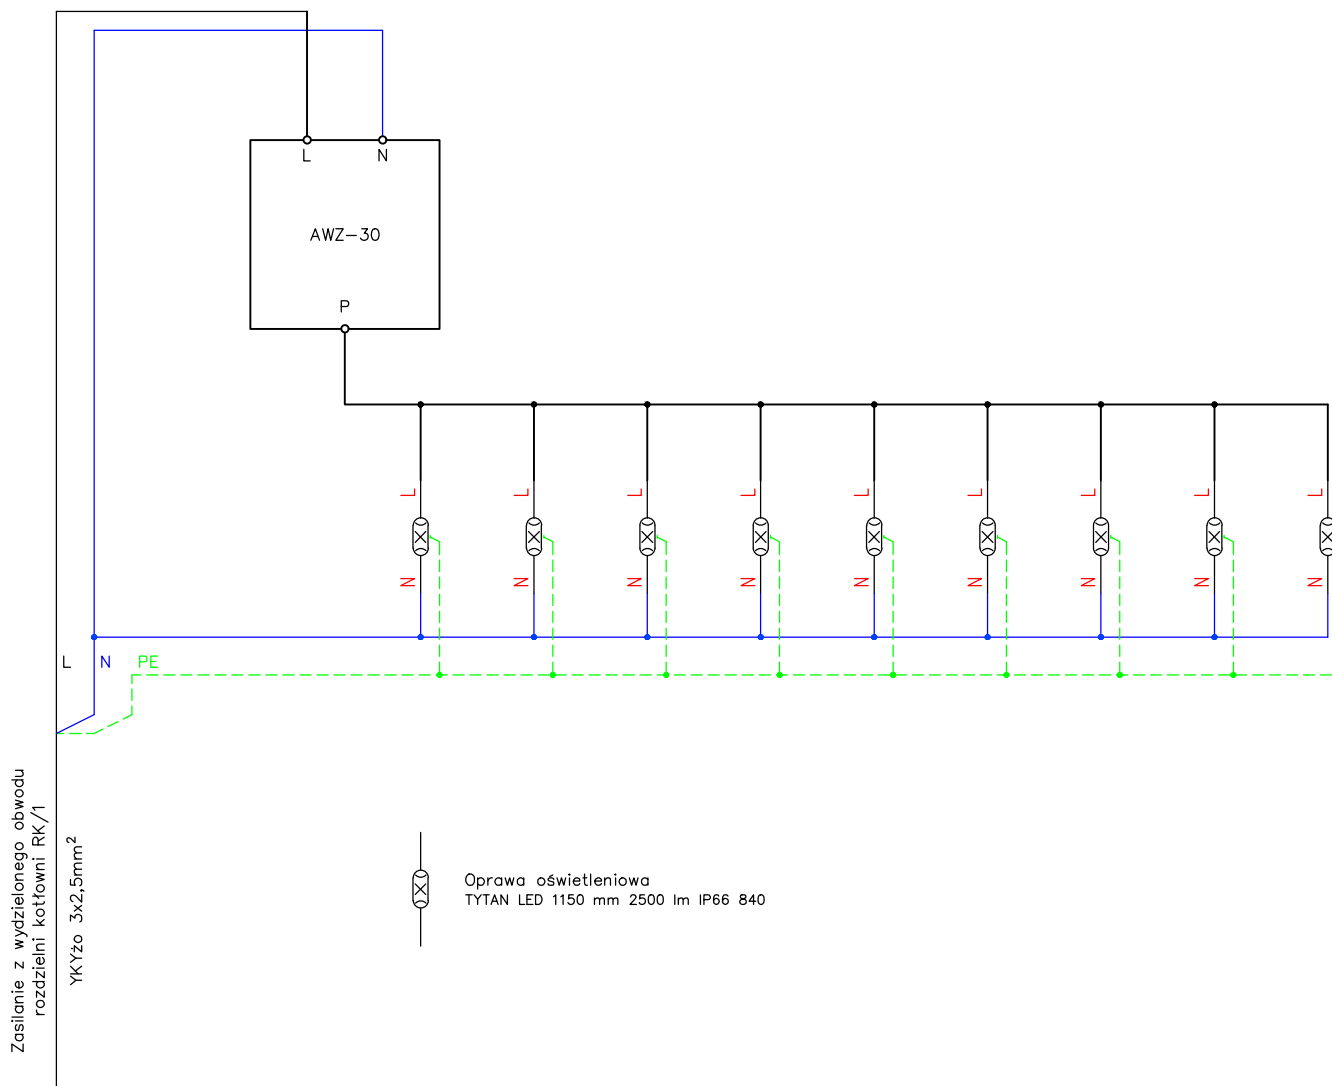 L N
AWZ-30
P
L L L L L L L L L
N N N N N N N N N
L N PE
Zasilanie z wydzielonego obwodu
rozdzielni kotłowni RK/1
YKYżo 3x2,5mm²
Oprawa oświetleniowa
TYTAN LED 1150 mm 2500 lm IP66 840